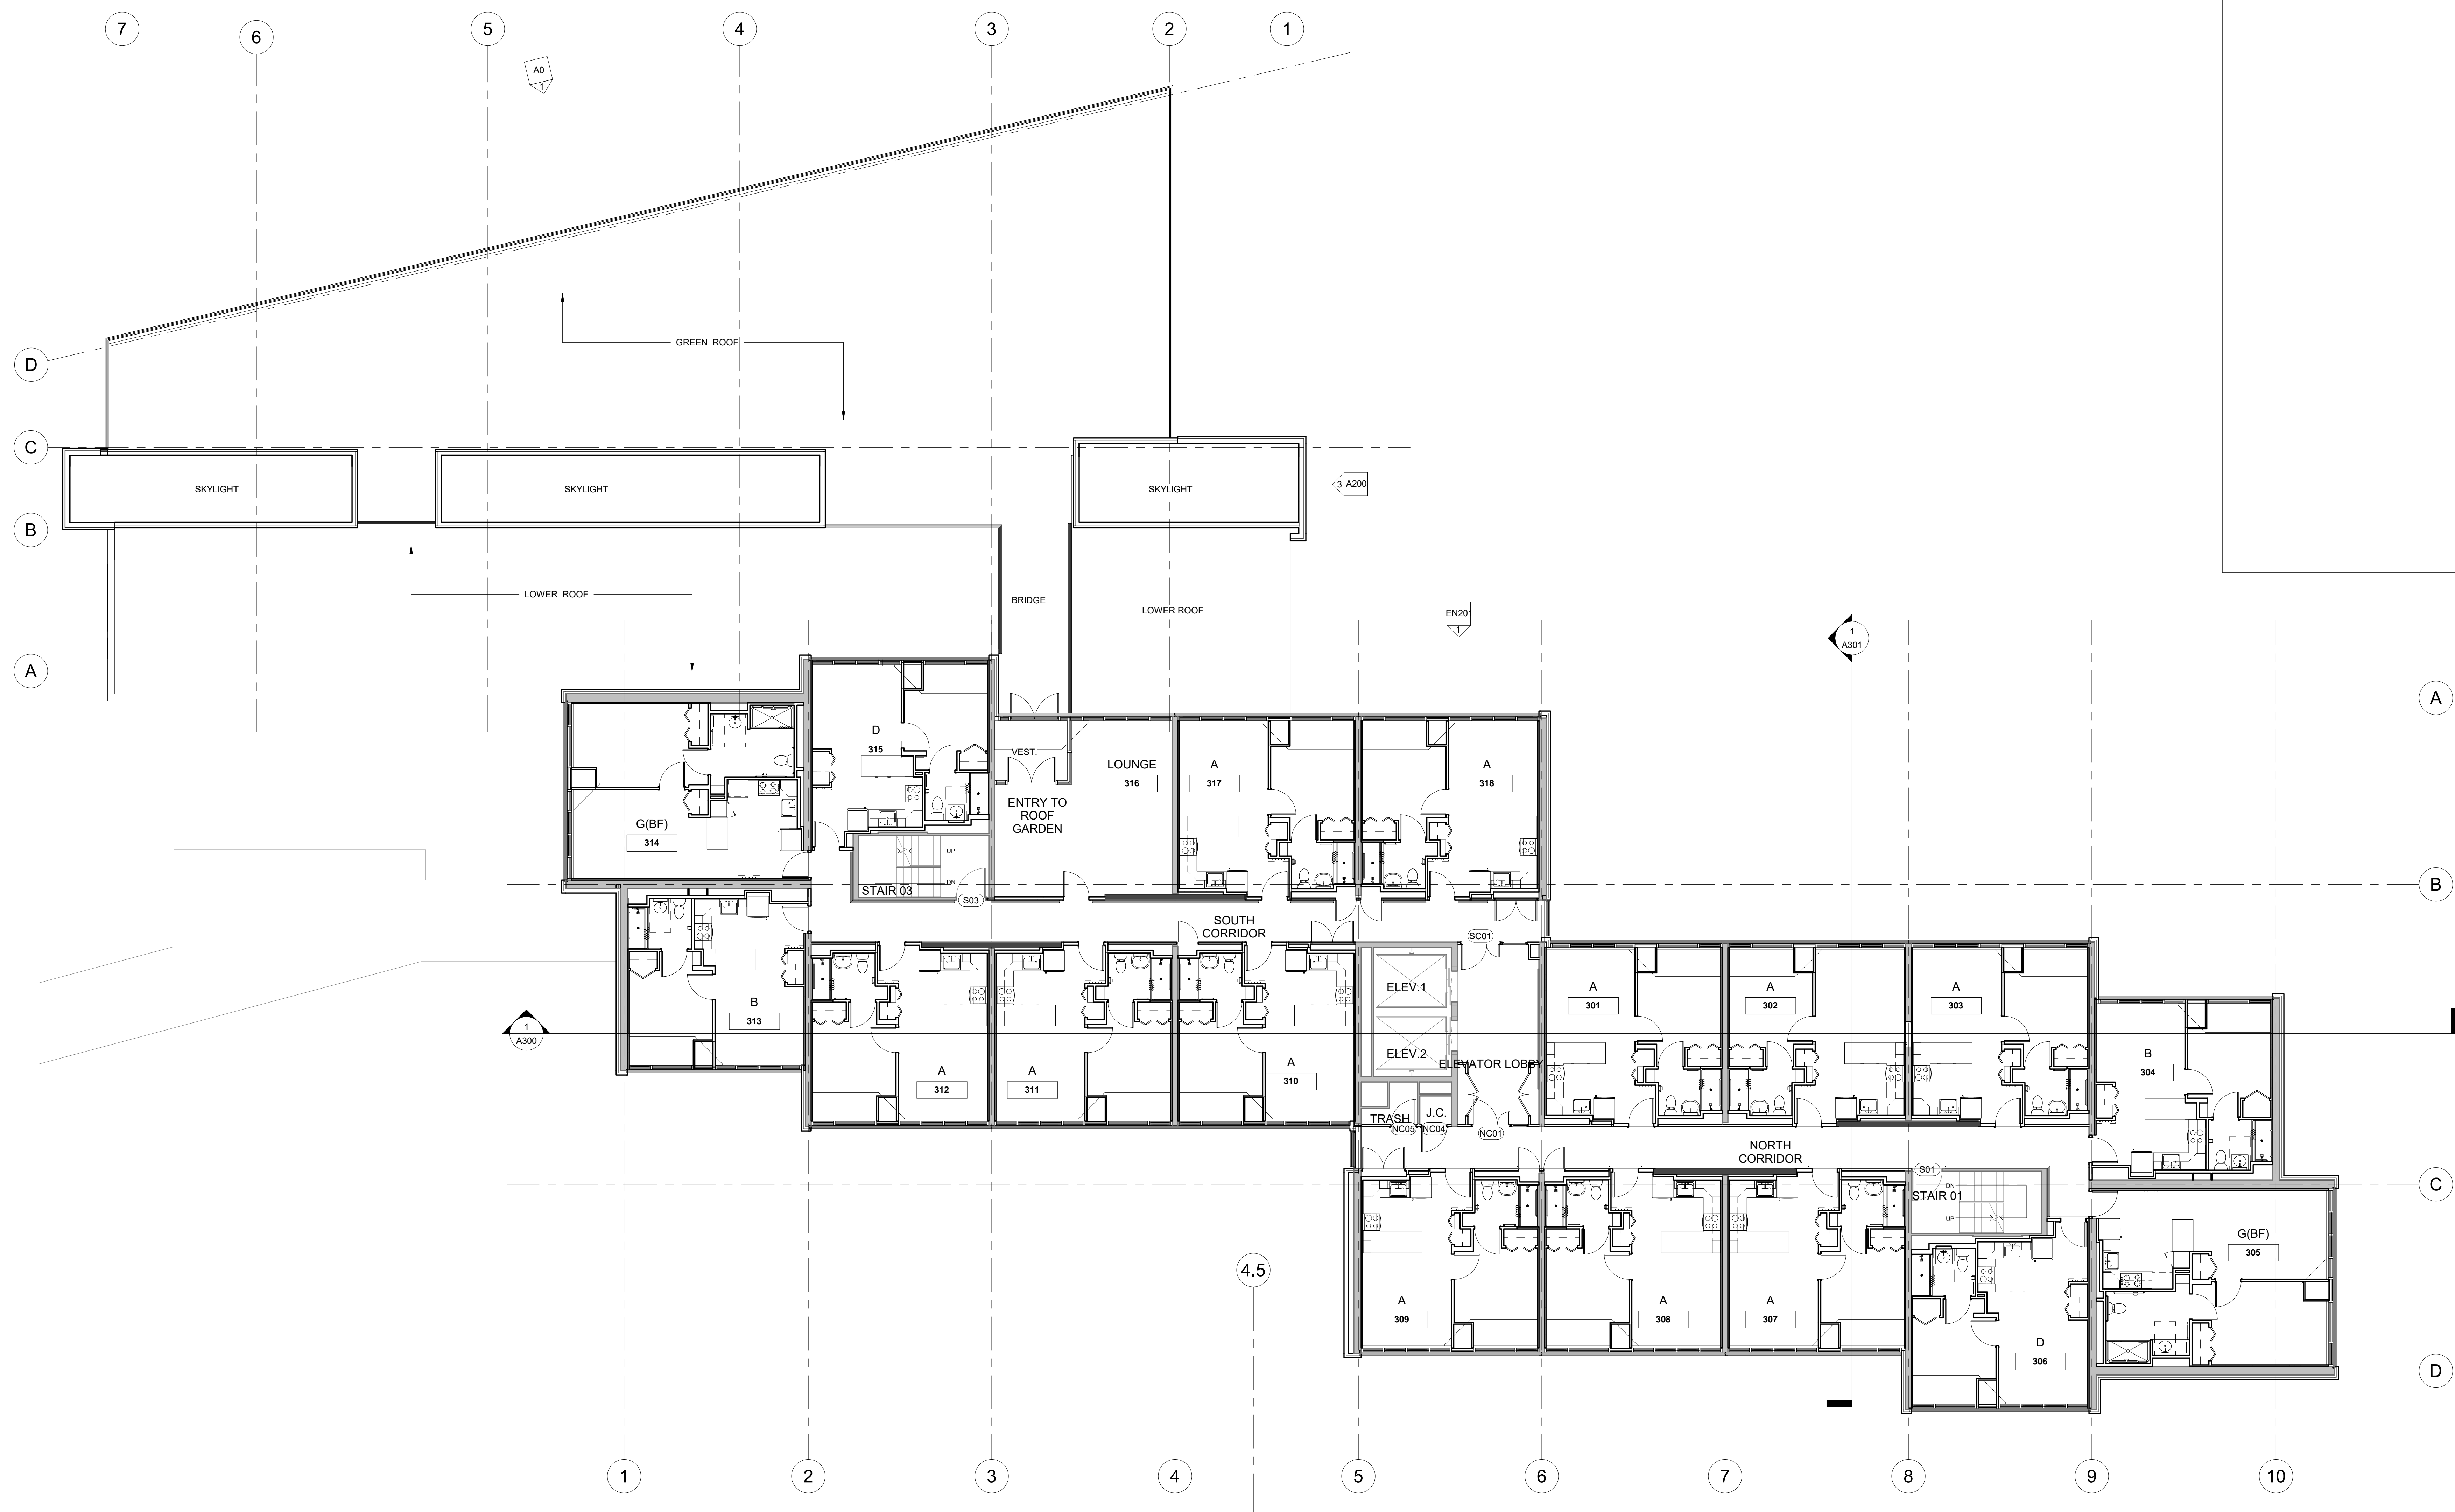 7
6
5
4
3
2
1
A0
1
GREEN ROOF
D
C
B
A
SKYLIGHT
SKYLIGHT
SKYLIGHT
3 A200
LOWER ROOF
BRIDGE
LOWER ROOF
EN201
1
1
A301
A
B
C
D
D
315
VEST.
LOUNGE
316
ENTRY TO
ROOF
GARDEN
A
317
A
318
G(BF)
314
UP
DN
STAIR 03
S03
SOUTH
CORRIDOR
SC01
B
313
1
A300
A
312
A
311
A
310
ELEV.1
ELEV.2
ELEVATOR LOBBY
TRASH
J.C.
NC05
NC04
NC01
A
301
A
302
A
303
B
304
NORTH
CORRIDOR
S01
DN
STAIR 01
UP
G(BF)
305
A
309
A
308
A
307
D
306
4.5
1
2
3
4
5
6
7
8
9
10